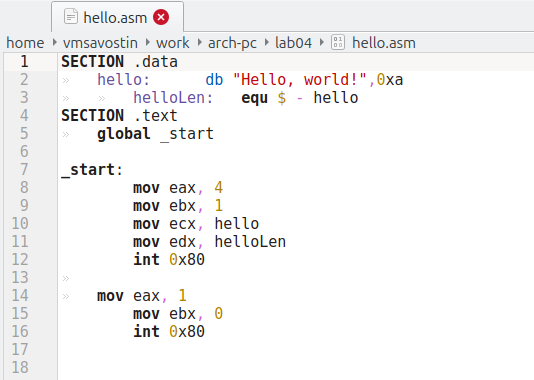 hello.asm
home vmsavostin work arch-pc lab04 hello.asm
1 SECTION .data
2 » hello: db "Hello, world!",0xa
3 » » helloLen: equ $ - hello
4 SECTION .text
5 » global _start
6
7 _start:
8 mov eax, 4
9 mov ebx, 1
10 mov ecx, hello
11 mov edx, helloLen
12 int 0x80
13 »
14 » mov eax, 1
15 mov ebx, 0
16 int 0x80
17
18